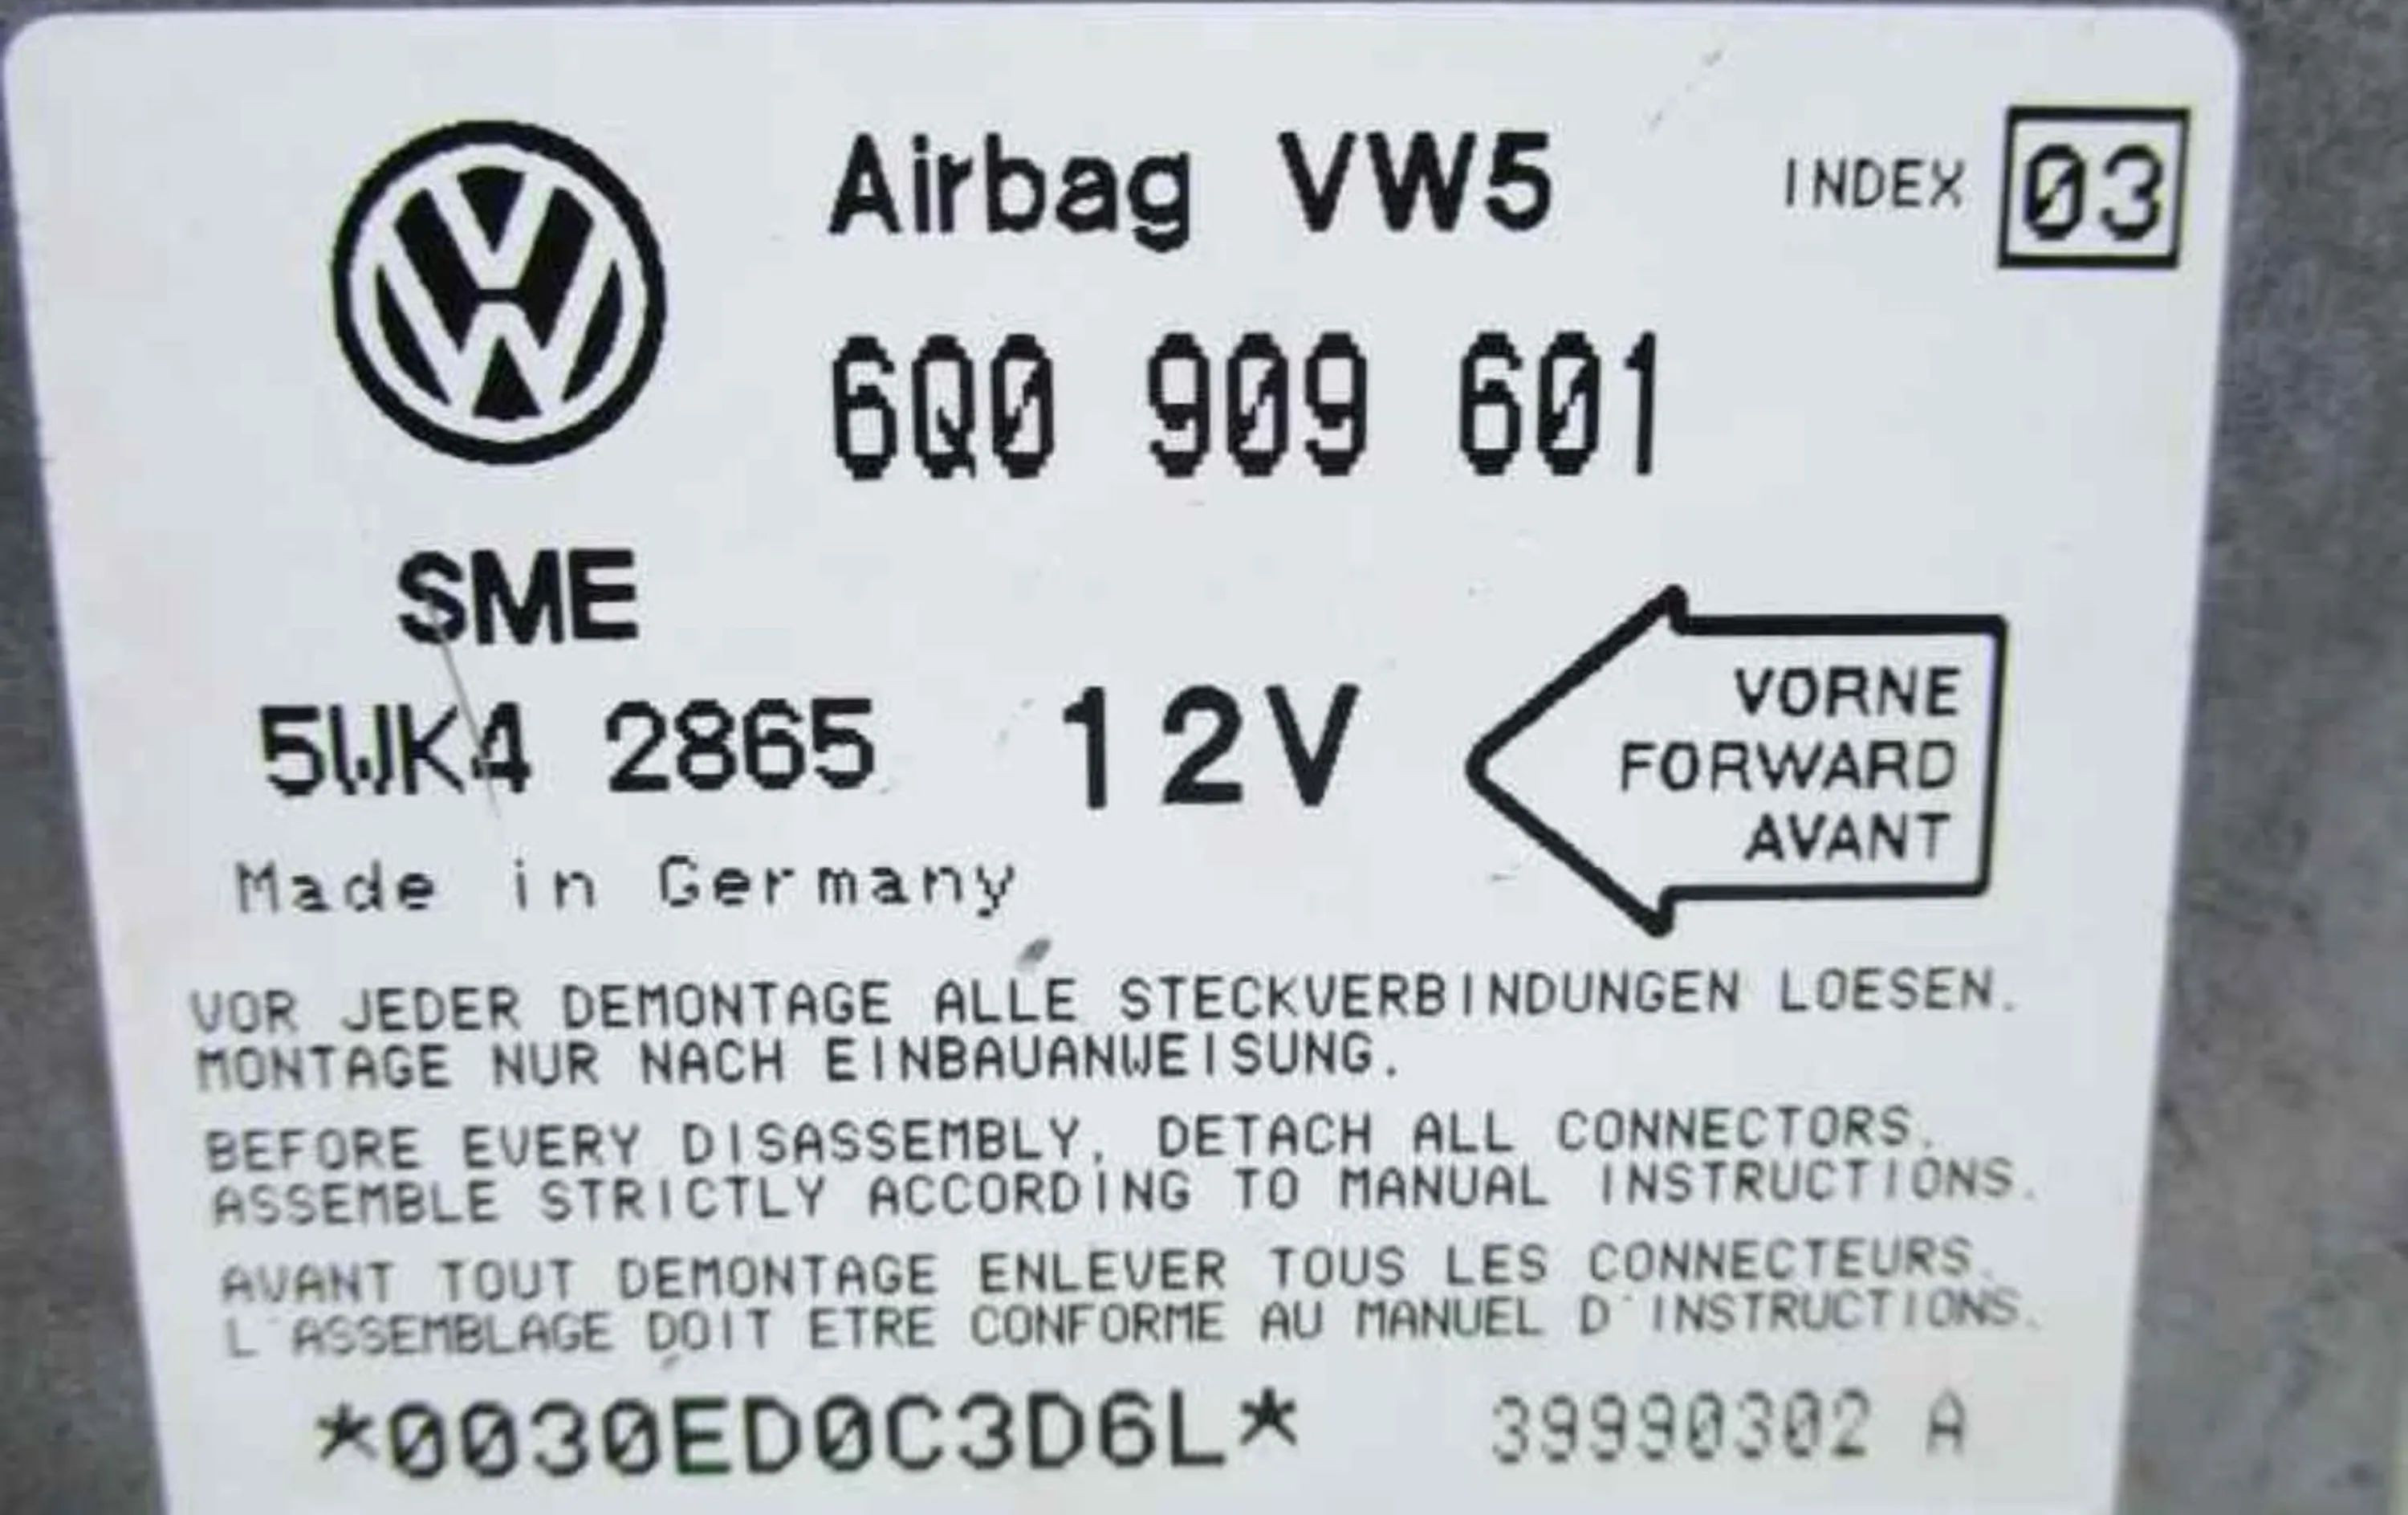 Airbag VW5 INDEX 03
6Q0 909 601
SME
5WK4 2865 12V
VORNE
FORWARD
AVANT
Made in Germany
VOR JEDER DEMONTAGE ALLE STECKVERBINDUNGEN LOESEN.
MONTAGE NUR NACH EINBAUANWEISUNG.
BEFORE EVERY DISASSEMBLY, DETACH ALL CONNECTORS.
ASSEMBLE STRICTLY ACCORDING TO MANUAL INSTRUCTIONS.
AVANT TOUT DEMONTAGE ENLEVER TOUS LES CONNECTEURS.
L'ASSEMBLAGE DOIT ETRE CONFORME AU MANUEL D'INSTRUCTIONS.
*0030ED0C3D6L* 39990302 A